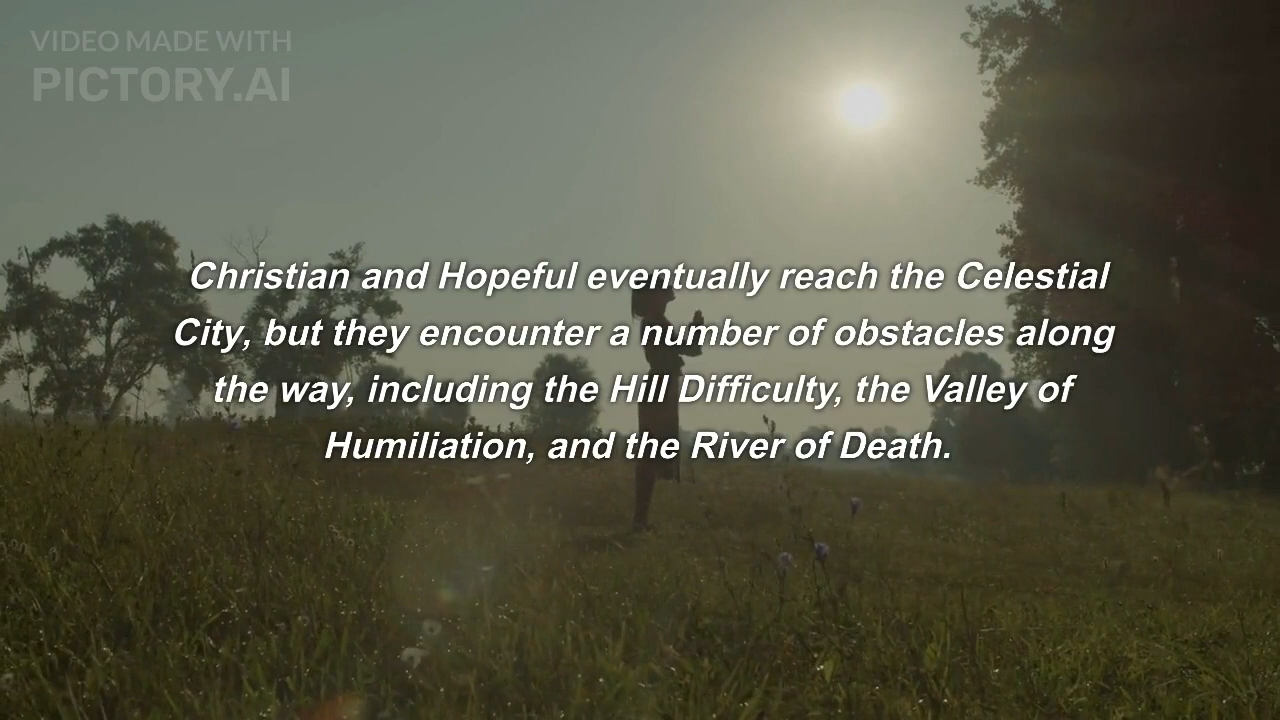 VIDEO MADE WITH
PICTORY.AI
Christian and Hopeful eventually reach the Celestial
City, but they encounter a number of obstacles along
the way, including the Hill Difficulty, the Valley of
Humiliation, and the River of Death.